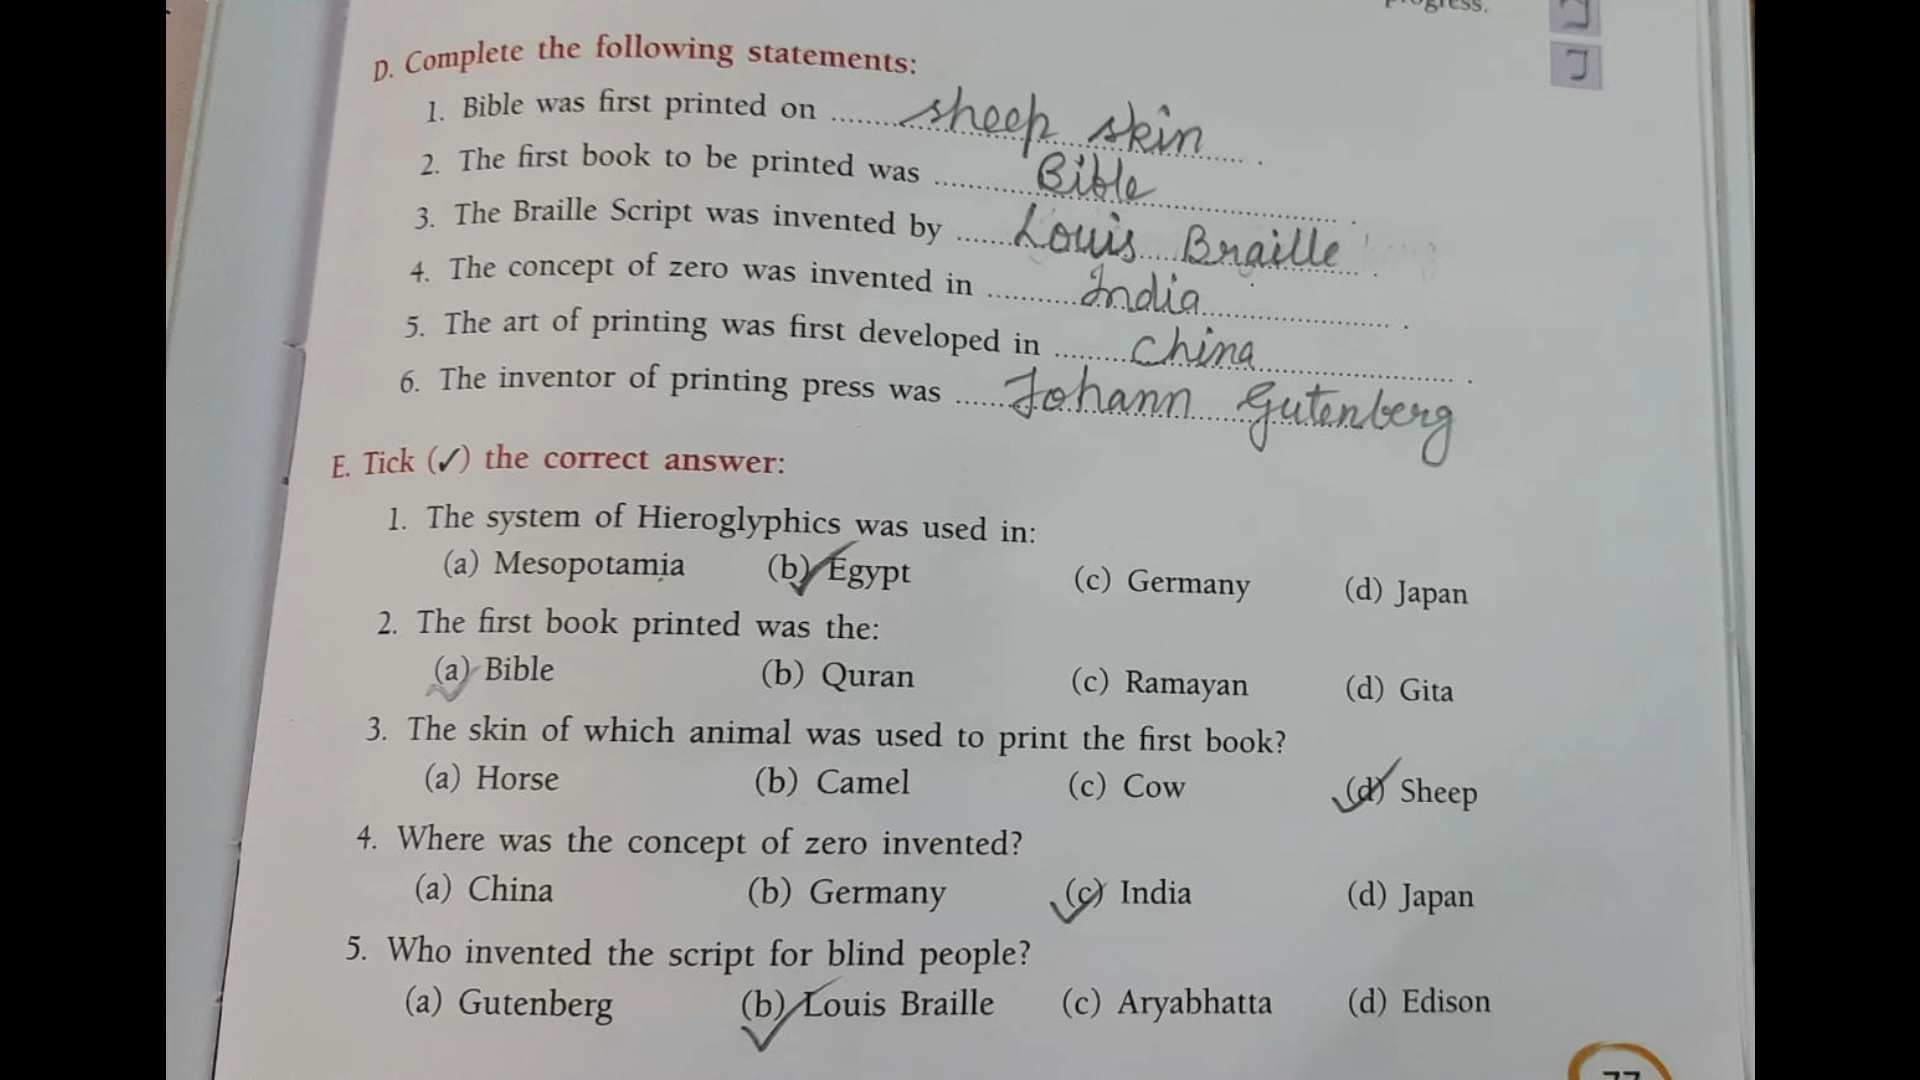 D. Complete the following statements:
1. Bible was first printed on ........sheep skin...... .
2. The first book to be printed was ...........Bible.................... .
3. The Braille Script was invented by ......Louis Braille... .
4. The concept of zero was invented in ..........India...................... .
5. The art of printing was first developed in .........China......................... .
6. The inventor of printing press was ......Johann Gutenberg
E. Tick (✓) the correct answer:
1. The system of Hieroglyphics was used in:
(a) Mesopotamia (b) Egypt (c) Germany (d) Japan
2. The first book printed was the:
(a) Bible (b) Quran (c) Ramayan (d) Gita
3. The skin of which animal was used to print the first book?
(a) Horse (b) Camel (c) Cow (d) Sheep
4. Where was the concept of zero invented?
(a) China (b) Germany (c) India (d) Japan
5. Who invented the script for blind people?
(a) Gutenberg (b) Louis Braille (c) Aryabhatta (d) Edison